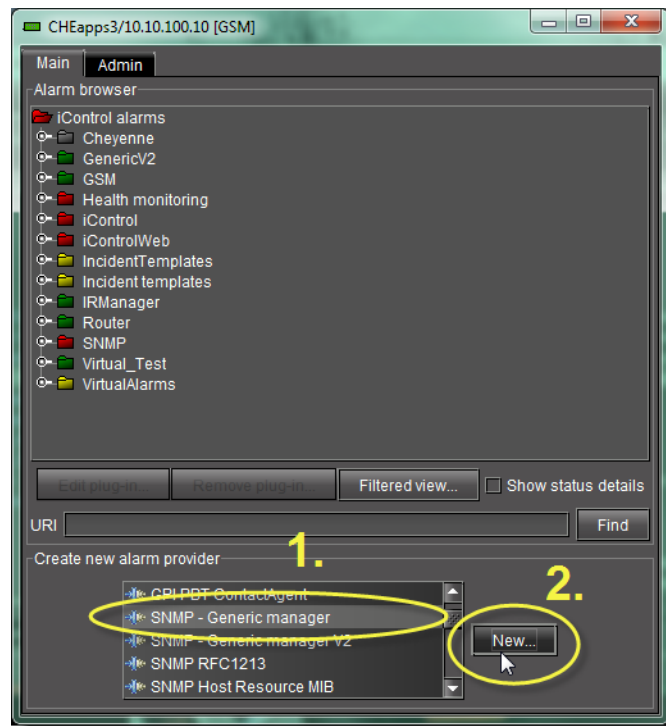 CHEapps3/10.10.100.10 [GSM]
Main Admin
Alarm browser
iControl alarms
Cheyenne
GenericV2
GSM
Health monitoring
iControl
iControlWeb
IncidentTemplates
Incident templates
IRManager
Router
SNMP
Virtual_Test
VirtualAlarms
Edit plug-in... Remove plug-in... Filtered view... Show status details
URI Find
Create new alarm provider
1.
2.
GPI PBT ContactAgent
SNMP - Generic manager
SNMP - Generic manager V2
New...
SNMP RFC1213
SNMP Host Resource MIB